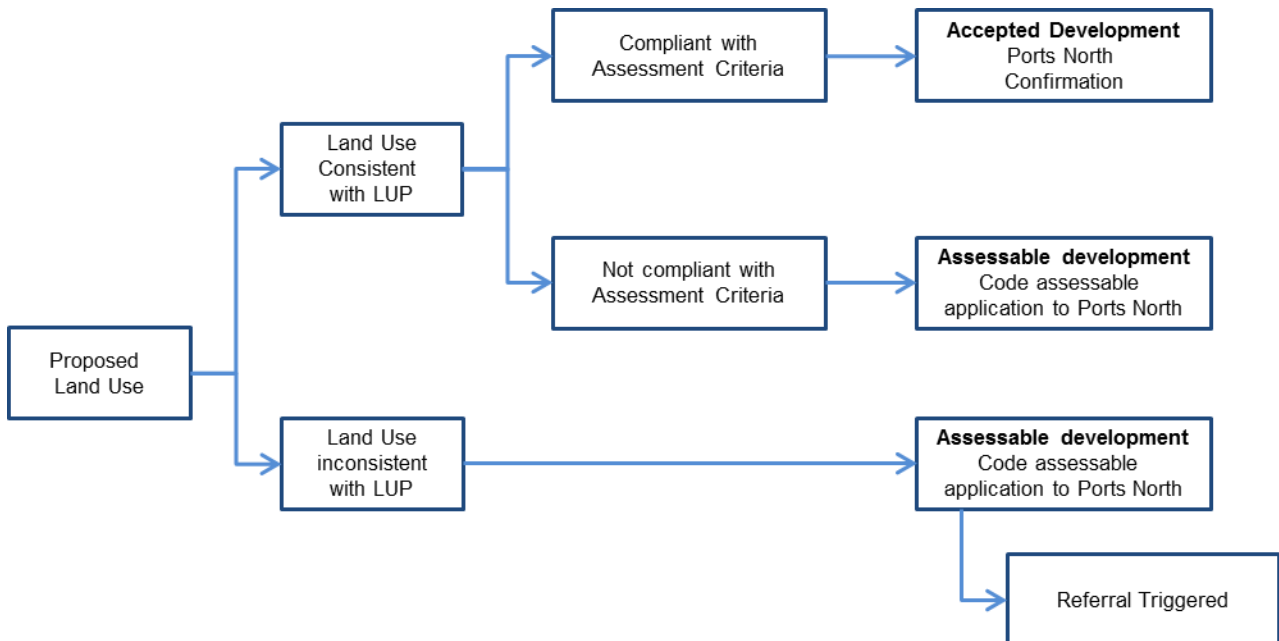 Compliant with
Assessment Criteria
Accepted Development
Ports North
Confirmation
Land Use
Consistent
with LUP
Not compliant with
Assessment Criteria
Assessable development
Code assessable
application to Ports North
Proposed
Land Use
Land Use
inconsistent
with LUP
Assessable development
Code assessable
application to Ports North
Referral Triggered